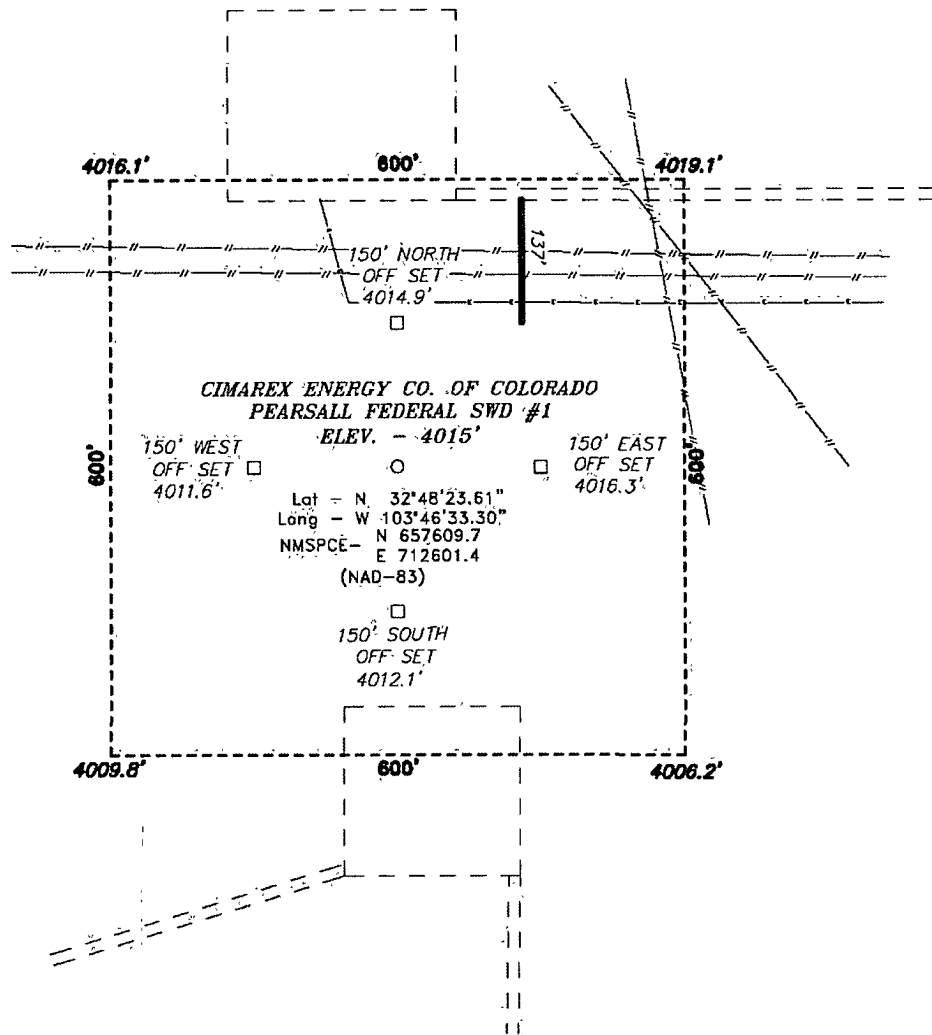 4016.1'
600'
4019.1'
137'
150' NORTH
OFF SET
4014.9'
CIMAREX ENERGY CO. OF COLORADO
PEARSALL FEDERAL SWD #1
ELEV. - 4015'
150' WEST
OFF SET
4011.6'
600'
150' EAST
OFF SET
4016.3'
600'
Lat - N 32°48'23.61"
Long - W 103°46'33.30"
NMSPCE- N 657609.7
E 712601.4
(NAD-83)
150' SOUTH
OFF SET
4012.1'
4009.8'
600'
4006.2'